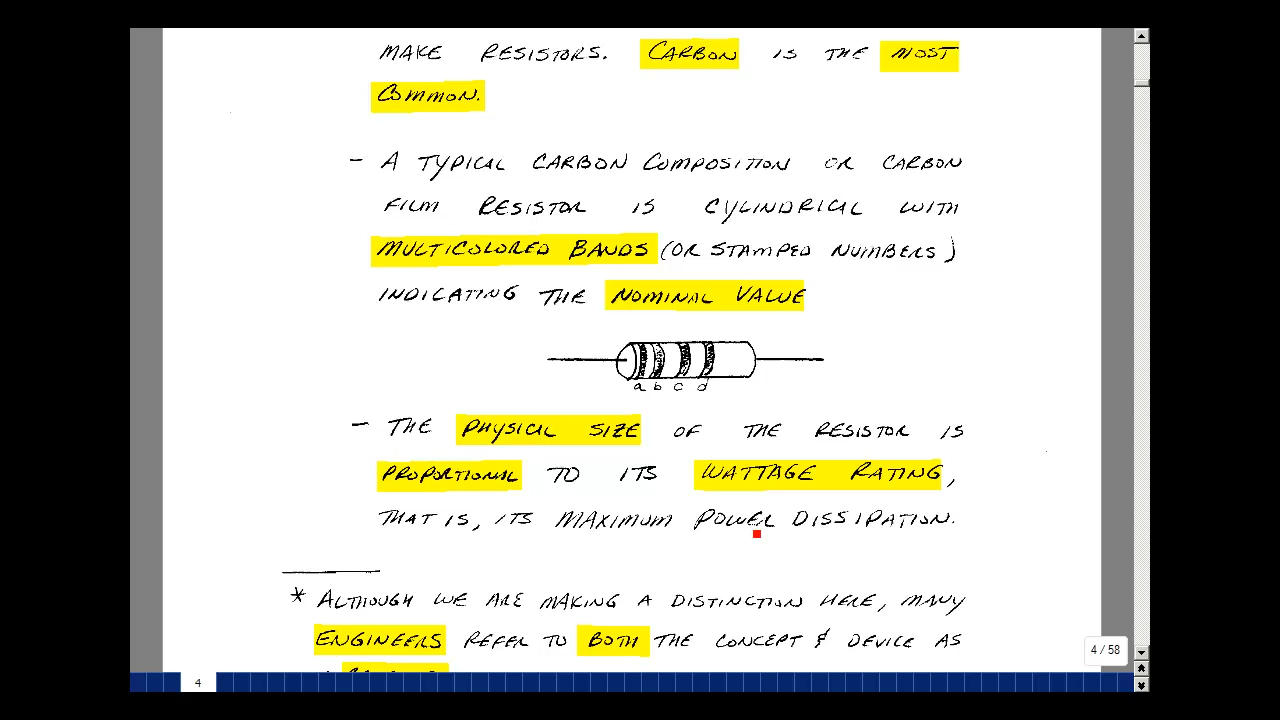 MAKE RESISTORS. CARBON IS THE MOST
COMMON.
- A TYPICAL CARBON COMPOSITION OR CARBON
FILM RESISTOR IS CYLINDRICAL WITH
MULTICOLORED BANDS (OR STAMPED NUMBERS)
INDICATING THE NOMINAL VALUE
a b c d
- THE PHYSICAL SIZE OF THE RESISTOR IS
PROPORTIONAL TO ITS WATTAGE RATING,
THAT IS, ITS MAXIMUM POWER DISSIPATION.
* ALTHOUGH WE ARE MAKING A DISTINCTION HERE, MANY
ENGINEERS REFER TO BOTH THE CONCEPT & DEVICE AS
4 / 58
4